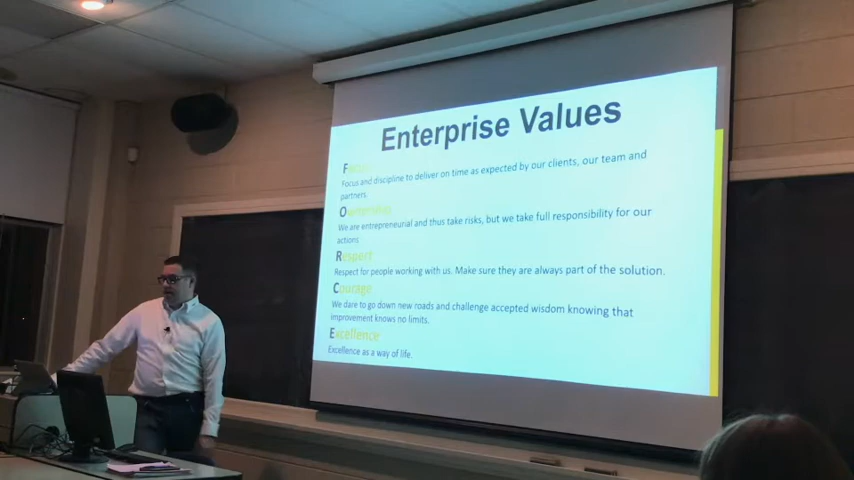 Enterprise Values
Focus
Focus and discipline to deliver on time as expected by our clients, our team and
partners.
Ownership
We are entrepreneurial and thus take risks, but we take full responsibility for our
actions
Respect
Respect for people working with us. Make sure they are always part of the solution.
Courage
We dare to go down new roads and challenge accepted wisdom knowing that
improvement knows no limits.
Excellence
Excellence as a way of life.